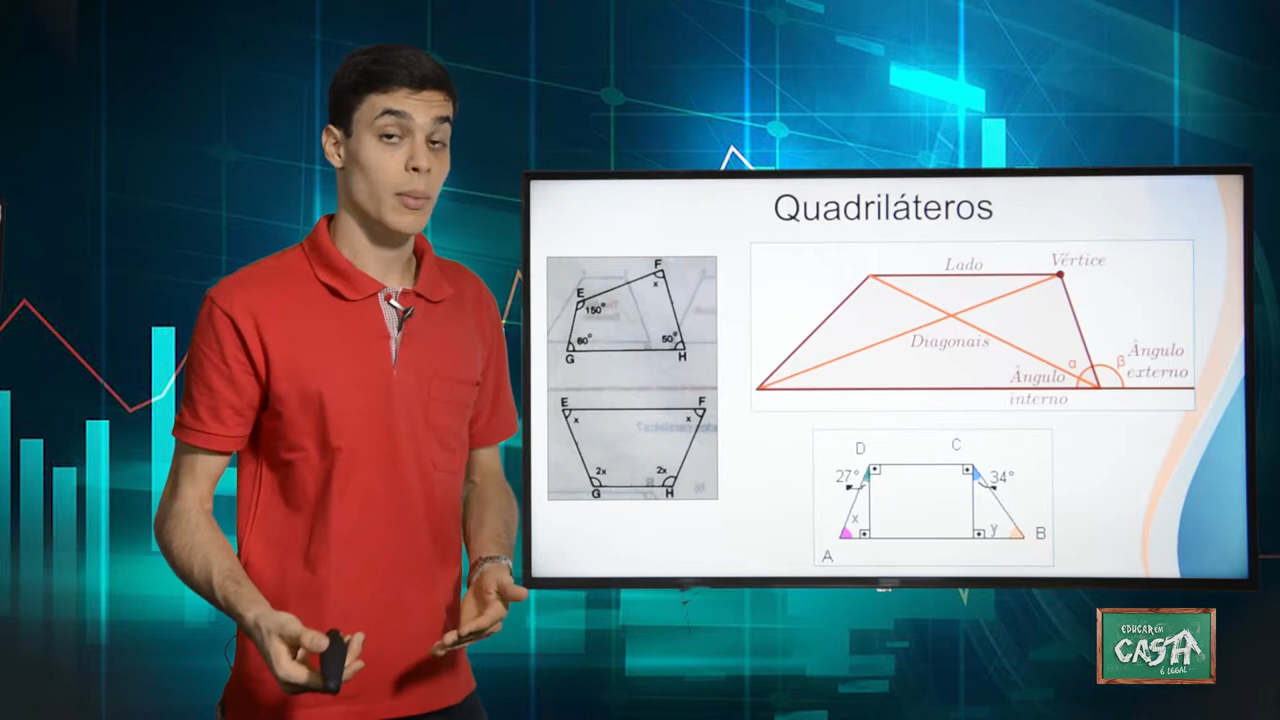 Quadriláteros
F
x
E
150°
60°
50°
G
H
E
F
x
x
2x
2x
G
H
Lado
Vértice
Diagonais
α
β
Ângulo
interno
Ângulo
externo
D
C
27°
34°
x
y
A
B
EDUCAR EM
CASA
É LEGAL